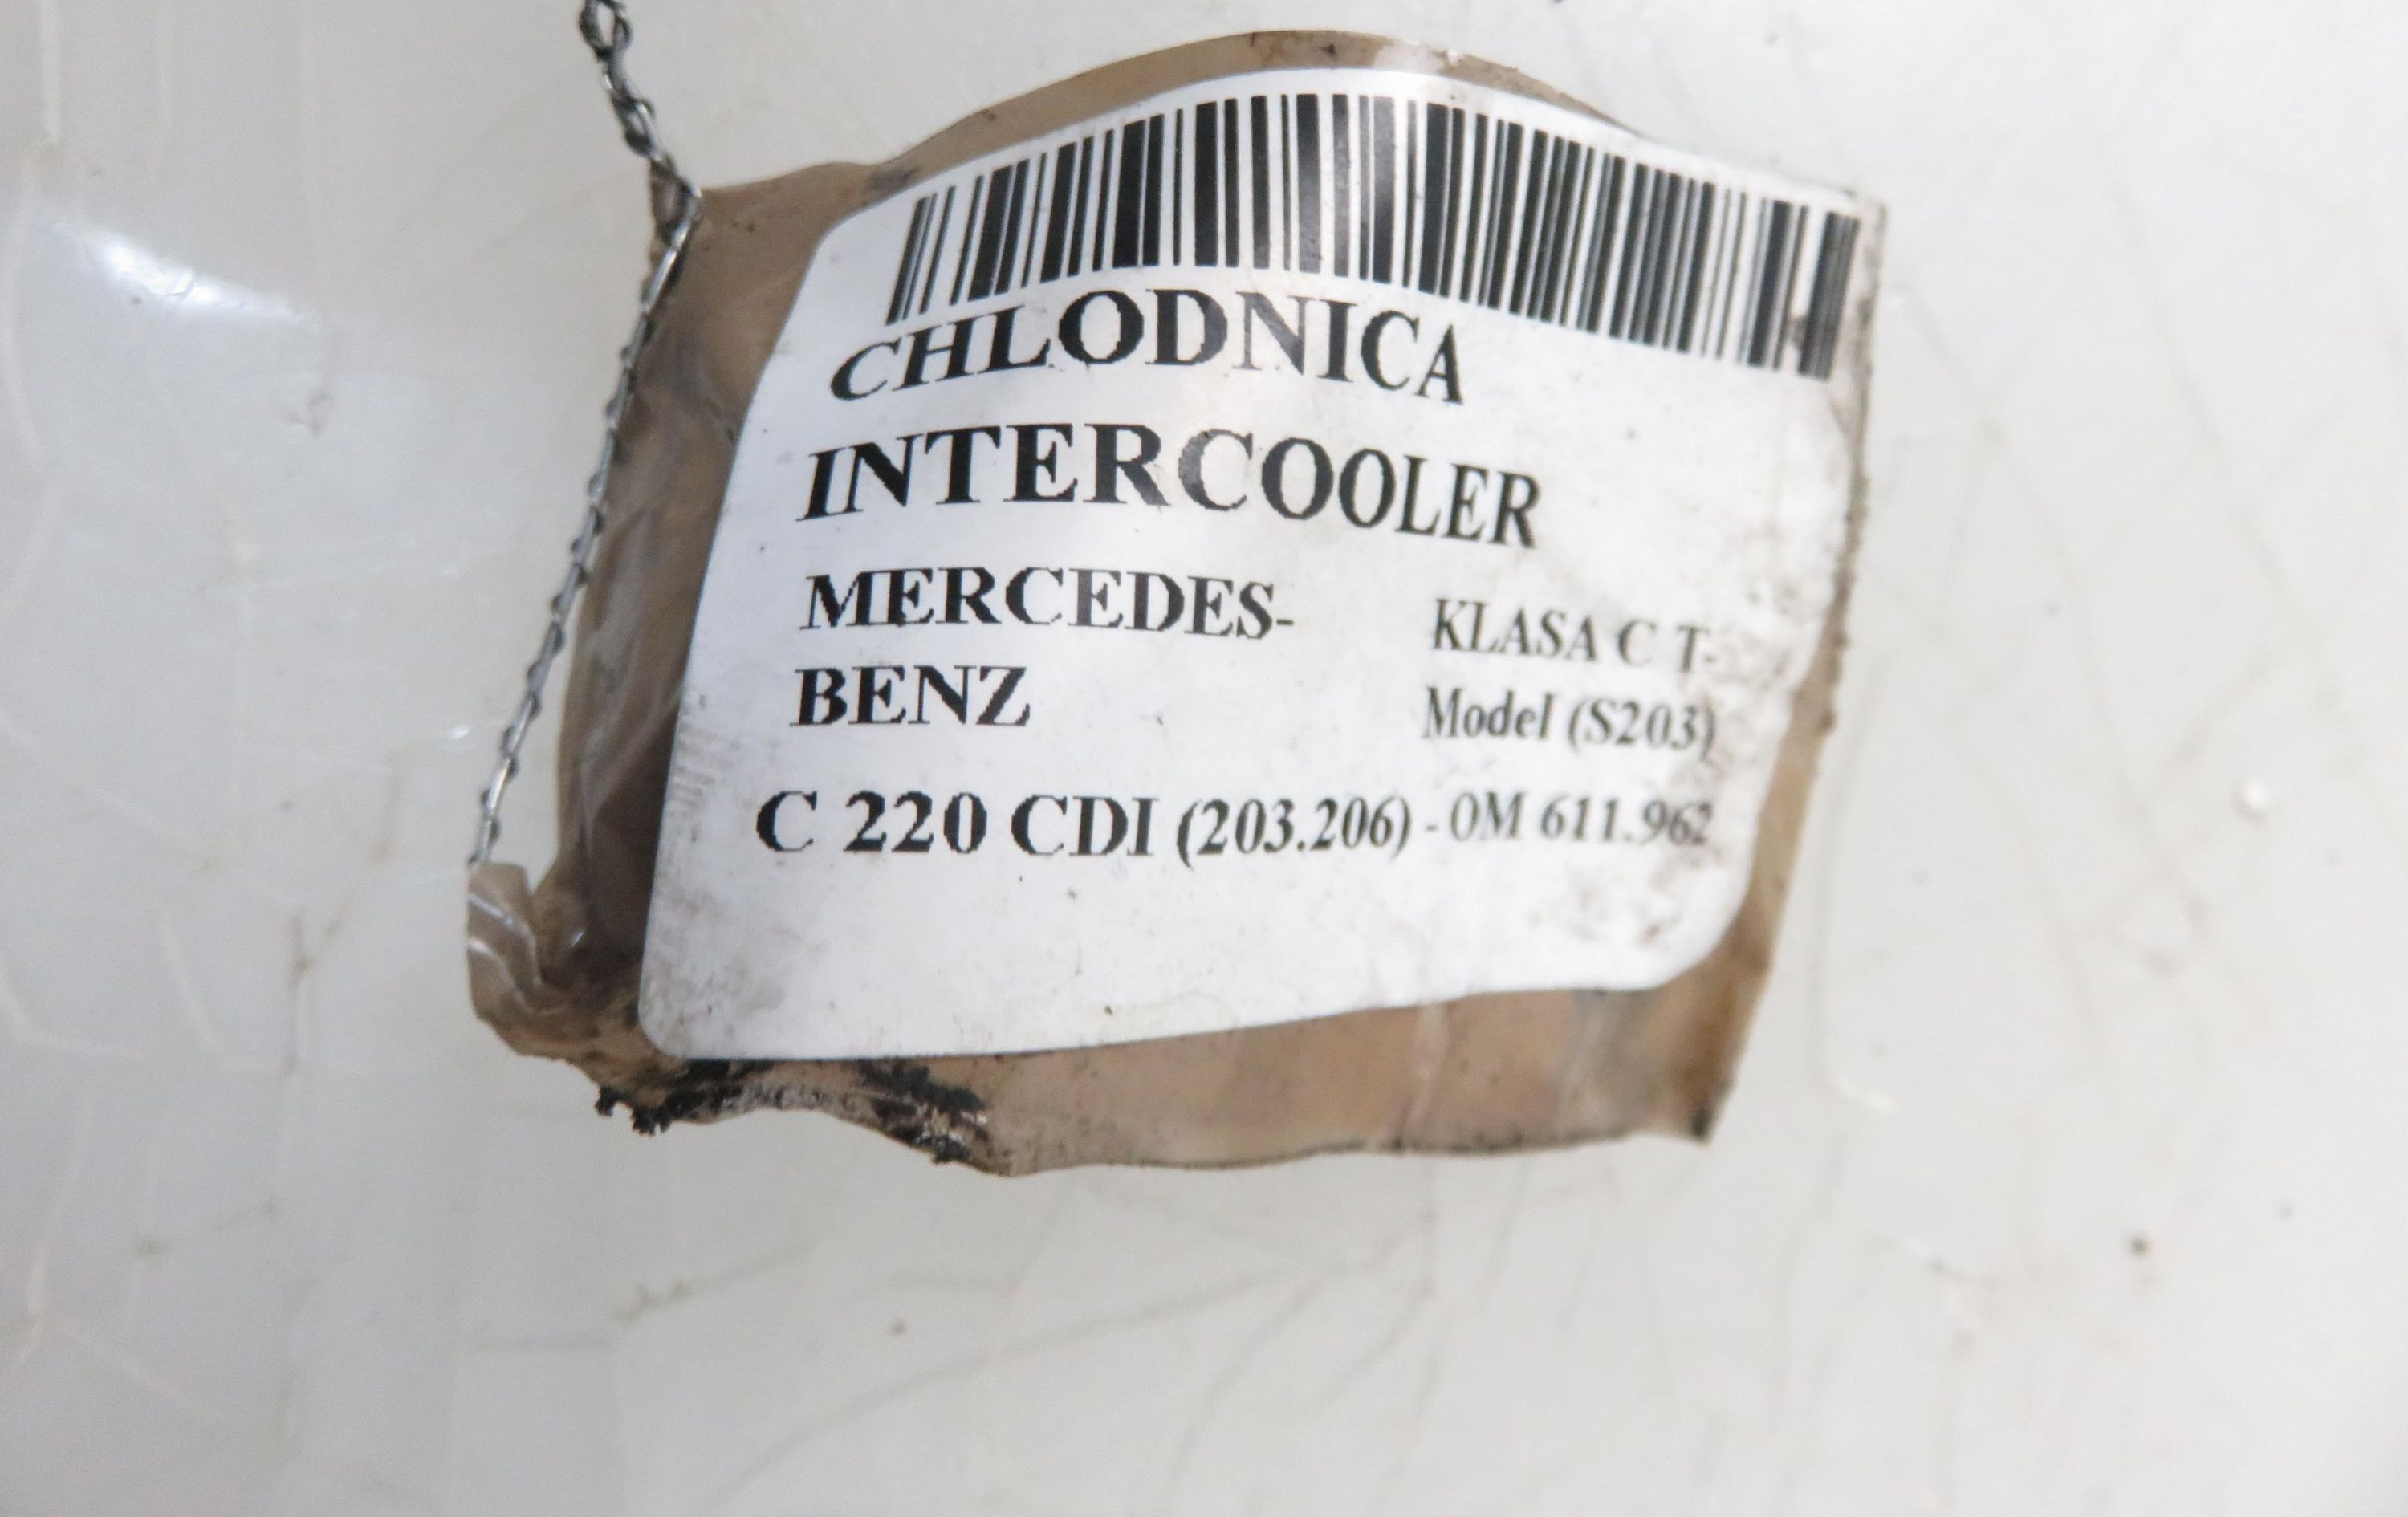 CHLODNICA
INTERCOOLER
MERCEDES- KLASA C T-
BENZ Model (S203)
C 220 CDI (203.206) - OM 611.962